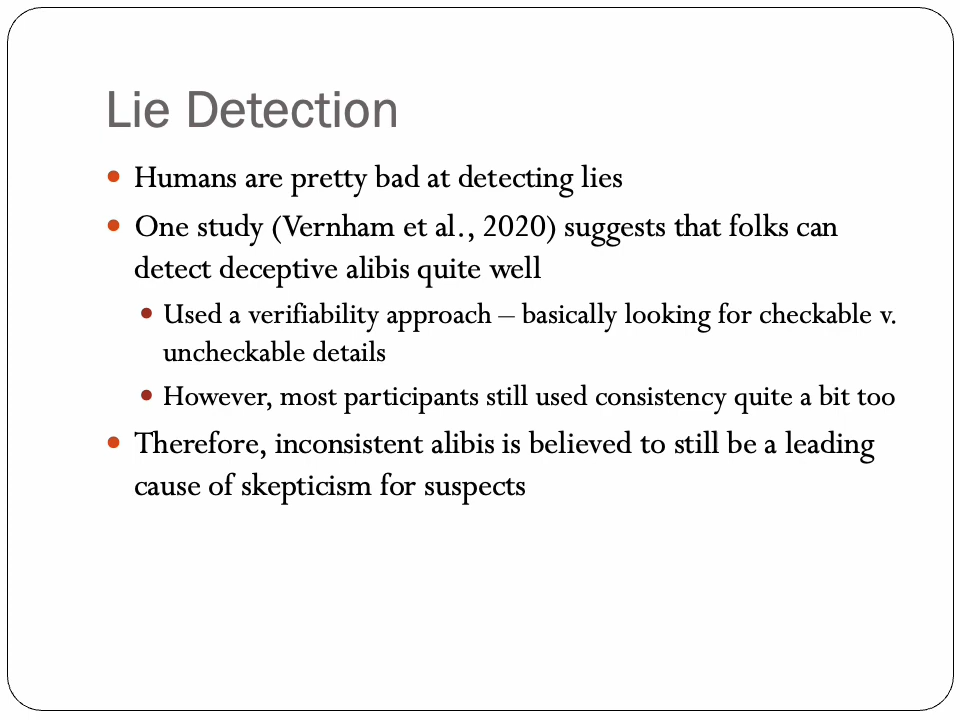 Lie Detection
Humans are pretty bad at detecting lies
One study (Vernham et al., 2020) suggests that folks can
detect deceptive alibis quite well
Used a verifiability approach – basically looking for checkable v.
uncheckable details
However, most participants still used consistency quite a bit too
Therefore, inconsistent alibis is believed to still be a leading
cause of skepticism for suspects